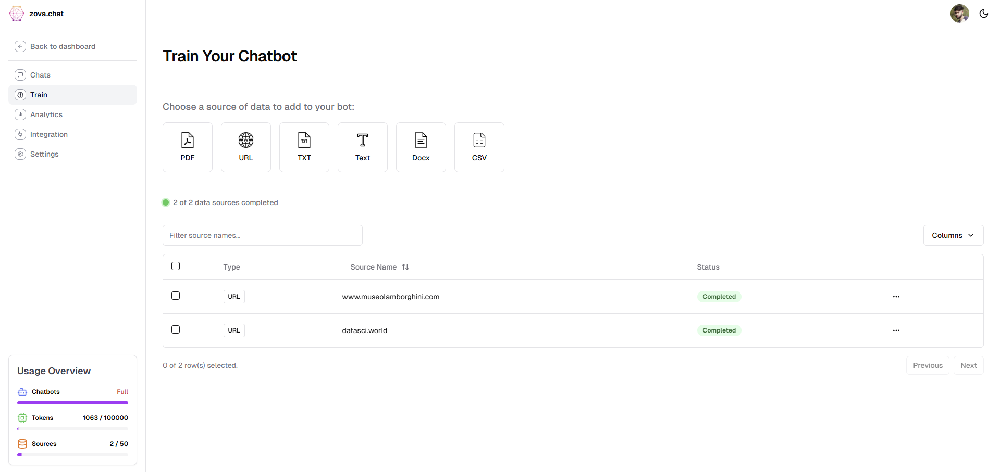 zova.chat
Back to dashboard
Chats
Train
Analytics
Integration
Settings
Usage Overview
Chatbots Full
Tokens 1063 / 100000
Sources 2 / 50
Train Your Chatbot
Choose a source of data to add to your bot:
PDF
WWW
URL
TXT
TXT
Text
Docx
CSV
2 of 2 data sources completed
Filter source names...
Columns
Type Source Name Status
URL www.museolamborghini.com Completed
URL datasci.world Completed
0 of 2 row(s) selected.
Previous Next